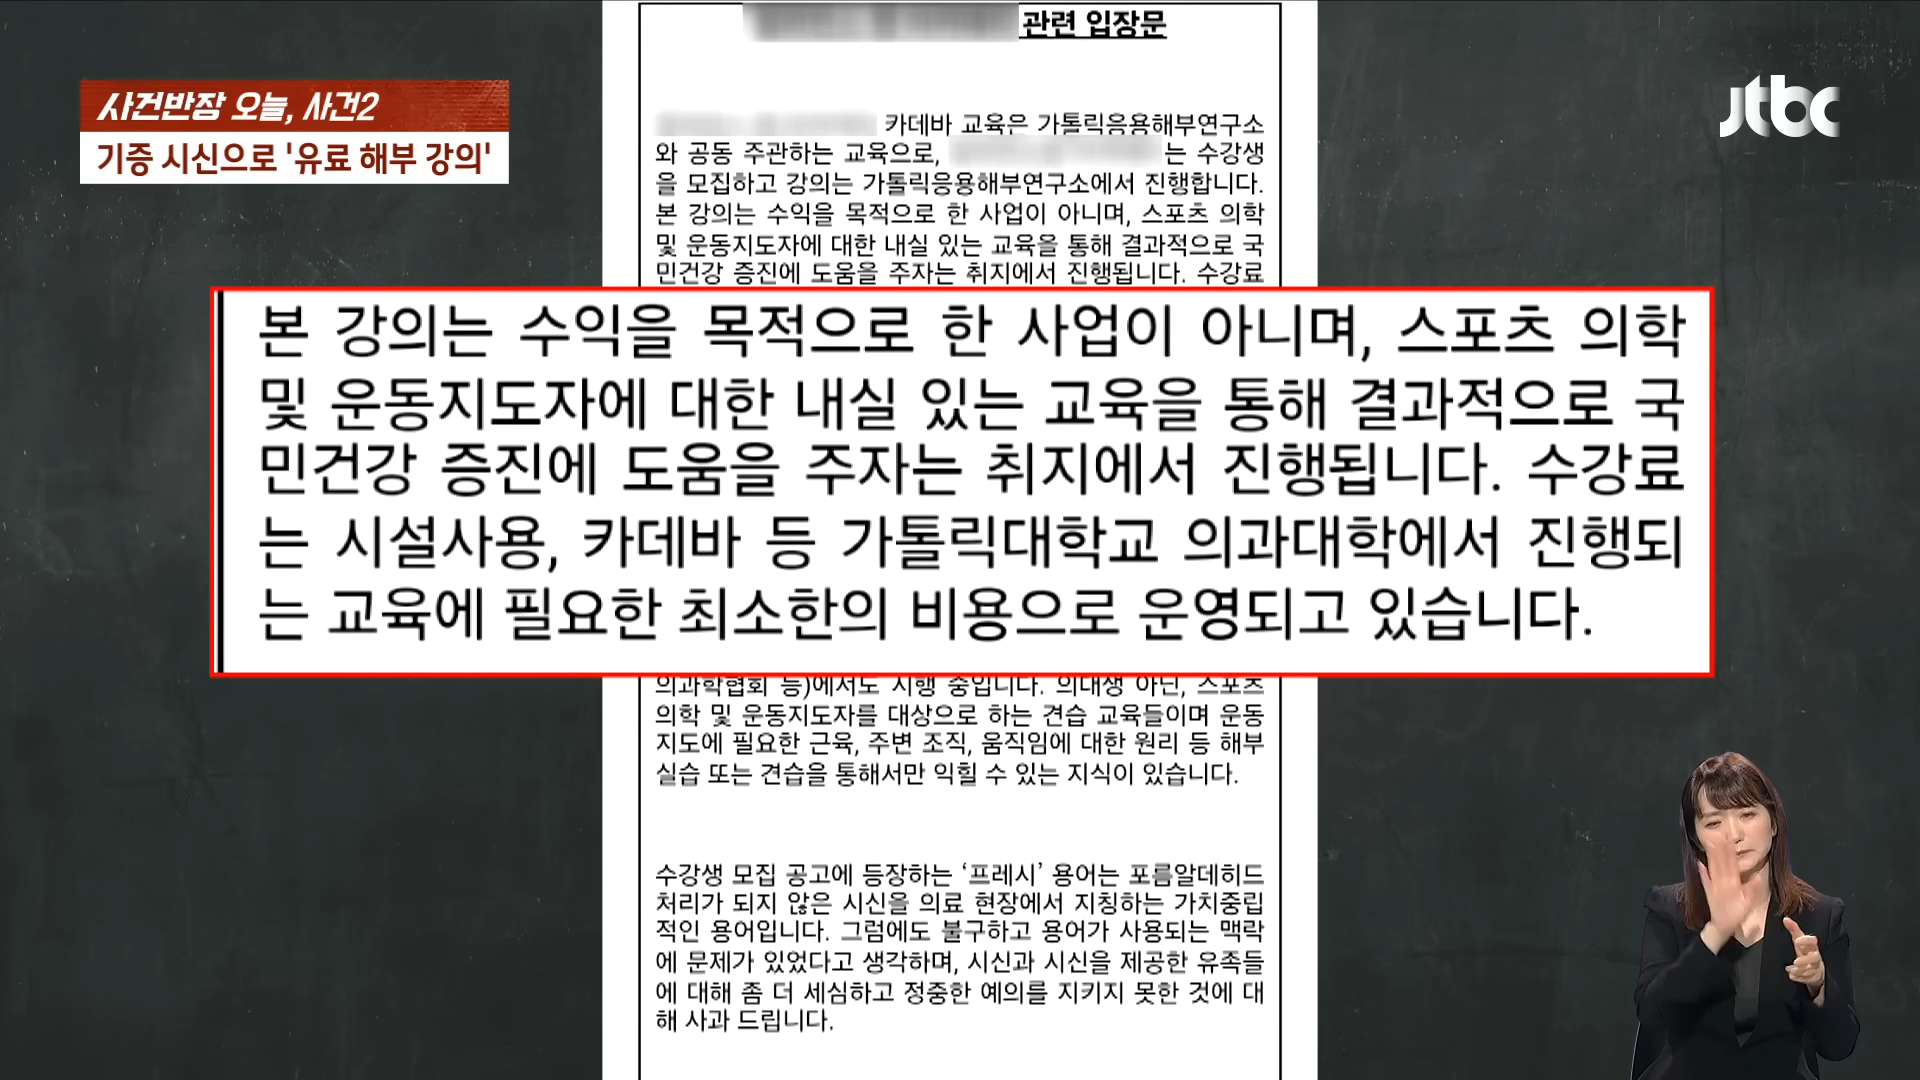 관련 입장문
사건반장 오늘, 사건2
jtbc
기증 시신으로 '유료 해부 강의'
카데바 교육은 가톨릭응용해부연구소
와 공동 주관하는 교육으로, 는 수강생
을 모집하고 강의는 가톨릭응용해부연구소에서 진행합니다.
본 강의는 수익을 목적으로 한 사업이 아니며, 스포츠 의학
및 운동지도자에 대한 내실 있는 교육을 통해 결과적으로 국
민건강 증진에 도움을 주자는 취지에서 진행됩니다. 수강료
본 강의는 수익을 목적으로 한 사업이 아니며, 스포츠 의학
및 운동지도자에 대한 내실 있는 교육을 통해 결과적으로 국
민건강 증진에 도움을 주자는 취지에서 진행됩니다. 수강료
는 시설사용, 카데바 등 가톨릭대학교 의과대학에서 진행되
는 교육에 필요한 최소한의 비용으로 운영되고 있습니다.
의과학협회 등)에서도 시행 중입니다. 의대생 아닌, 스포츠
의학 및 운동지도자를 대상으로 하는 견습 교육들이며 운동
지도에 필요한 근육, 주변 조직, 움직임에 대한 원리 등 해부
실습 또는 견습을 통해서만 익힐 수 있는 지식이 있습니다.
수강생 모집 공고에 등장하는 ‘프레시’ 용어는 포름알데히드
처리가 되지 않은 시신을 의료 현장에서 지칭하는 가치중립
적인 용어입니다. 그럼에도 불구하고 용어가 사용되는 맥락
에 문제가 있었다고 생각하며, 시신과 시신을 제공한 유족들
에 대해 좀 더 세심하고 정중한 예의를 지키지 못한 것에 대
해 사과 드립니다.